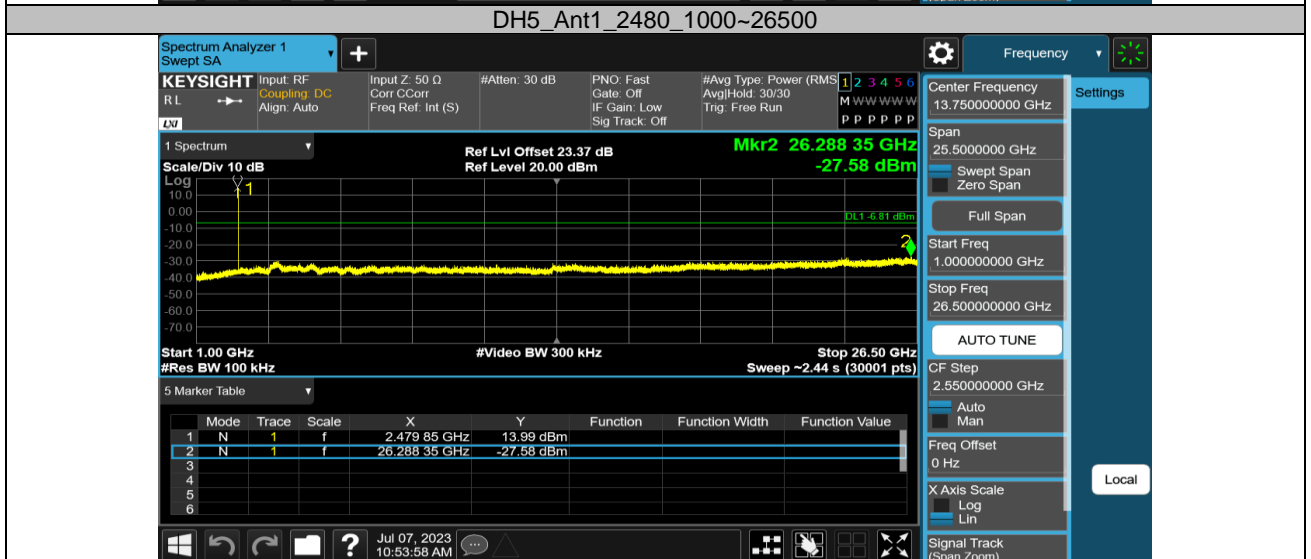 (Span Zoom)
DH5_Ant1_2480_1000~26500
Spectrum Analyzer 1
Swept SA
Frequency
KEYSIGHT
RL
LXI
Input: RF
Coupling: DC
Align: Auto
Input Z: 50 Ω
Corr CCorr
Freq Ref: Int (S)
#Atten: 30 dB
PNO: Fast
Gate: Off
IF Gain: Low
Sig Track: Off
#Avg Type: Power (RMS
Avg|Hold: 30/30
Trig: Free Run
1 2 3 4 5 6
M W W W W W
P P P P P P
1 Spectrum
Scale/Div 10 dB
Ref Lvl Offset 23.37 dB
Ref Level 20.00 dBm
Mkr2 26.288 35 GHz
-27.58 dBm
Log
10.0
0.00
-10.0
-20.0
-30.0
-40.0
-50.0
-60.0
-70.0
1
DL1 -6.81 dBm
2
Start 1.00 GHz
#Res BW 100 kHz
#Video BW 300 kHz
Stop 26.50 GHz
Sweep ~2.44 s (30001 pts)
5 Marker Table
Mode Trace Scale X Y Function Function Width Function Value
1 N 1 f 2.479 85 GHz 13.99 dBm
2 N 1 f 26.288 35 GHz -27.58 dBm
3
4
5
6
Jul 07, 2023
10:53:58 AM
Center Frequency
13.750000000 GHz
Span
25.5000000 GHz
Swept Span
Zero Span
Full Span
Start Freq
1.000000000 GHz
Stop Freq
26.500000000 GHz
AUTO TUNE
CF Step
2.550000000 GHz
Auto
Man
Freq Offset
0 Hz
X Axis Scale
Log
Lin
Signal Track
(Span Zoom)
Settings
Local